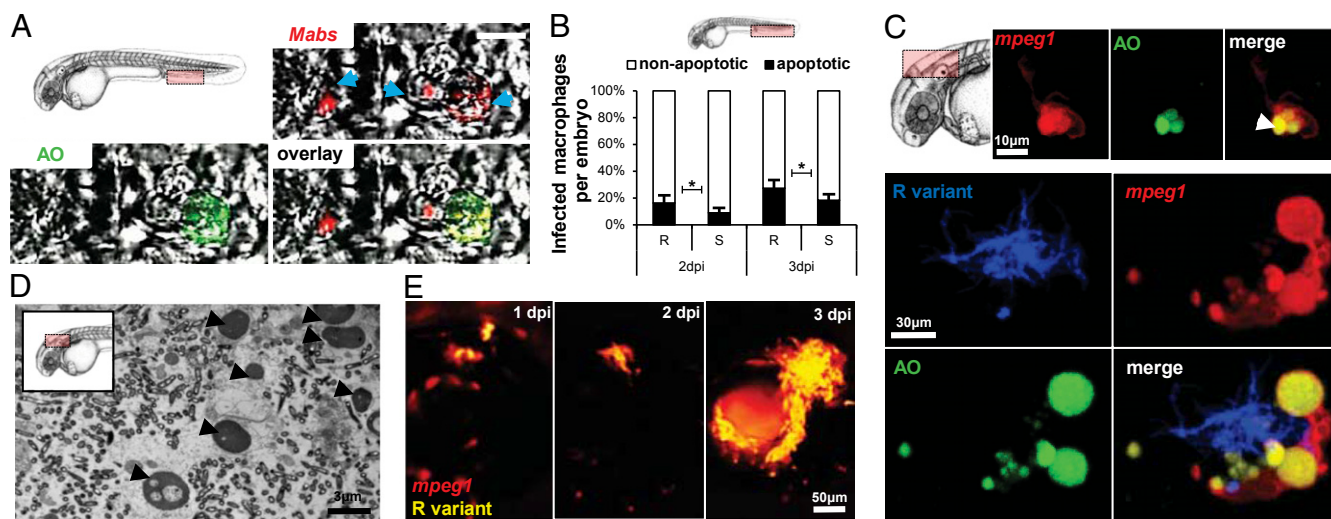 A
Mabs
AO
overlay
B
□ non-apoptotic ■ apoptotic
Infected macrophages
per embryo
100%
80%
60%
40%
20%
0%
*
*
R
S
R
S
2dpi
3dpi
C
mpeg1
AO
merge
10µm
R variant
mpeg1
30µm
AO
merge
D
3µm
E
1 dpi
2 dpi
3 dpi
mpeg1
R variant
50µm